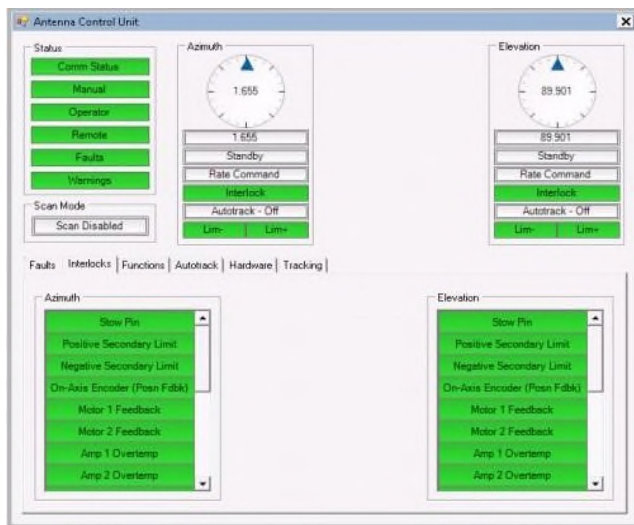 Antenna Control Unit
Status
Comm Status
Manual
Operator
Remote
Faults
Warnings
Scan Mode
Scan Disabled
Azimuth
1.655
1.655
Standby
Rate Command
Interlock
Autotrack - Off
Lim- Lim+
Elevation
89.901
89.901
Standby
Rate Command
Interlock
Autotrack - Off
Lim- Lim+
Faults Interlocks Functions Autotrack Hardware Tracking
Azimuth
Stow Pin
Positive Secondary Limit
Negative Secondary Limit
On-Axis Encoder (Posn Fdbk)
Motor 1 Feedback
Motor 2 Feedback
Amp 1 Overtemp
Amp 2 Overtemp
Elevation
Stow Pin
Positive Secondary Limit
Negative Secondary Limit
On-Axis Encoder (Posn Fdbk)
Motor 1 Feedback
Motor 2 Feedback
Amp 1 Overtemp
Amp 2 Overtemp